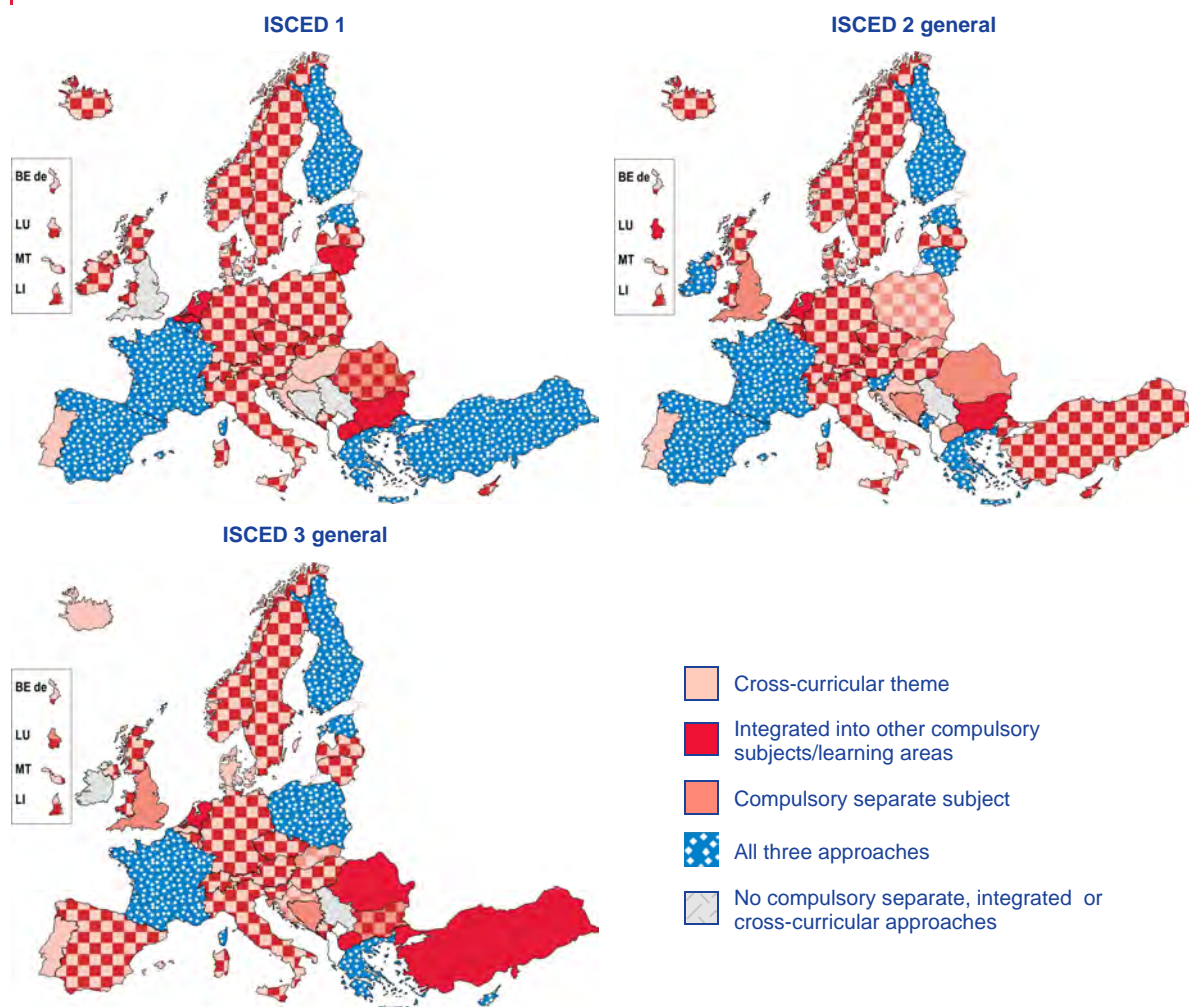 ISCED 1
ISCED 2 general
BE de
LU
MT
LI
BE de
LU
MT
LI
ISCED 3 general
BE de
LU
MT
LI
Cross-curricular theme
Integrated into other compulsory
subjects/learning areas
Compulsory separate subject
All three approaches
No compulsory separate, integrated or
cross-curricular approaches